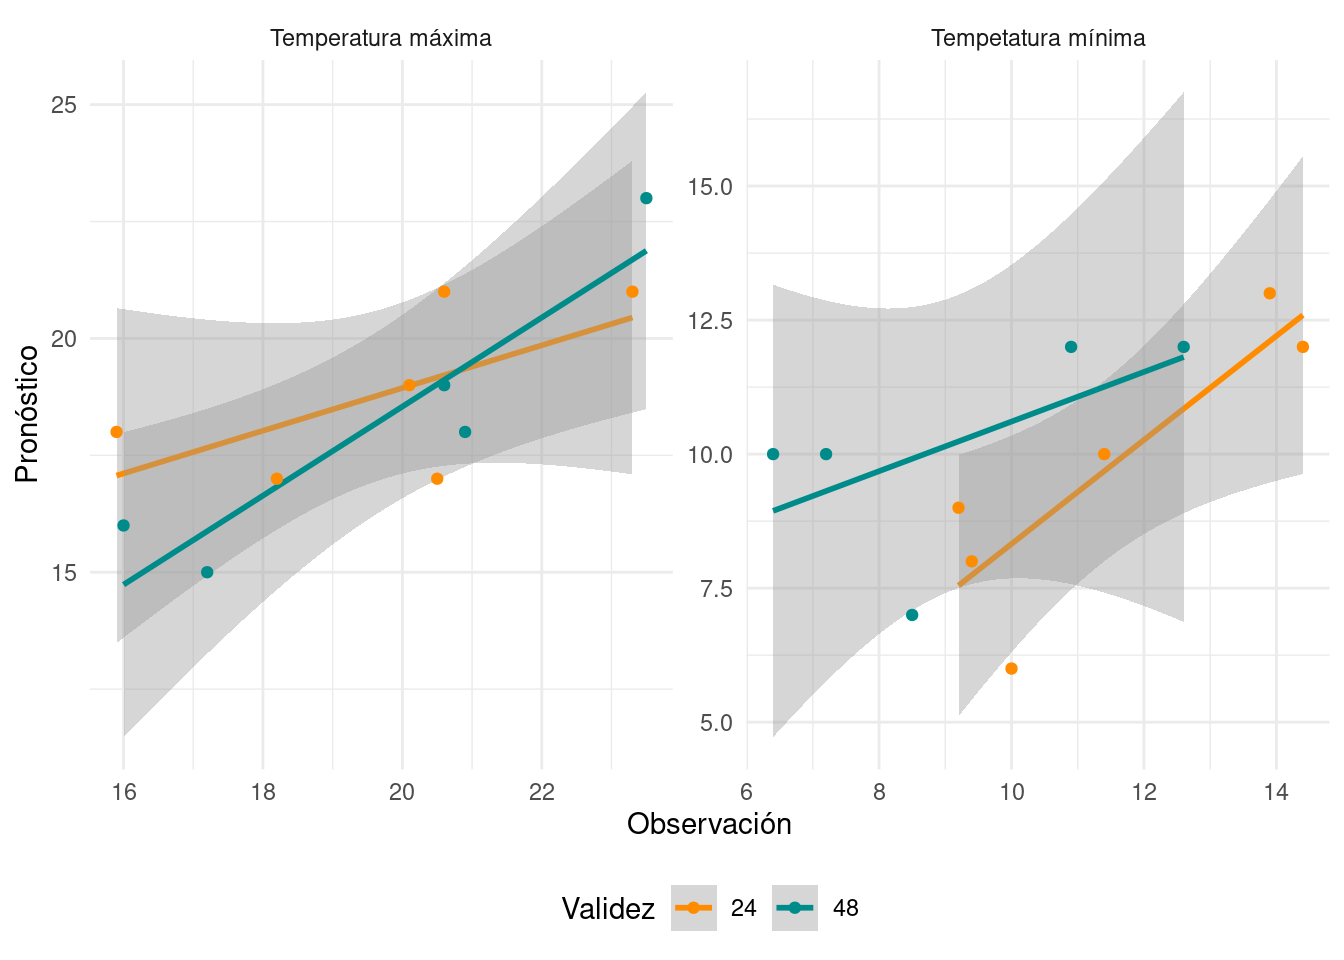 Temperatura máxima
Tempetatura mínima
25
20
15
15.0
12.5
10.0
7.5
5.0
Pronóstico
16 18 20 22
6 8 10 12 14
Observación
Validez 24 48